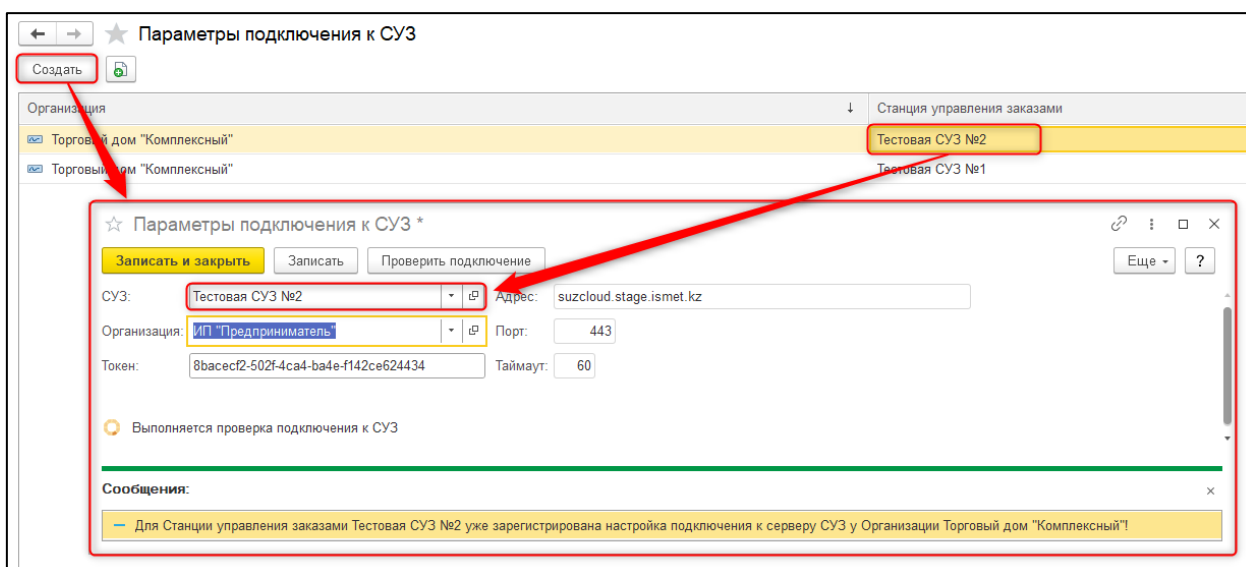 Параметры подключения к СУЗ
Создать
Организация ↓ Станция управления заказами
Торговый дом "Комплексный" Тестовая СУЗ №2
Торговый дом "Комплексный" Тестовая СУЗ №1
Параметры подключения к СУЗ *
Записать и закрыть Записать Проверить подключение Еще ?
СУЗ: Тестовая СУЗ №2 Адрес: suzcloud.stage.ismet.kz
Организация: ИП "Предприниматель" Порт: 443
Токен: 8bacecf2-502f-4ca4-ba4e-f142ce624434 Таймаут: 60
Выполняется проверка подключения к СУЗ
Сообщения:
Для Станции управления заказами Тестовая СУЗ №2 уже зарегистрирована настройка подключения к серверу СУЗ у Организации Торговый дом "Комплексный"!